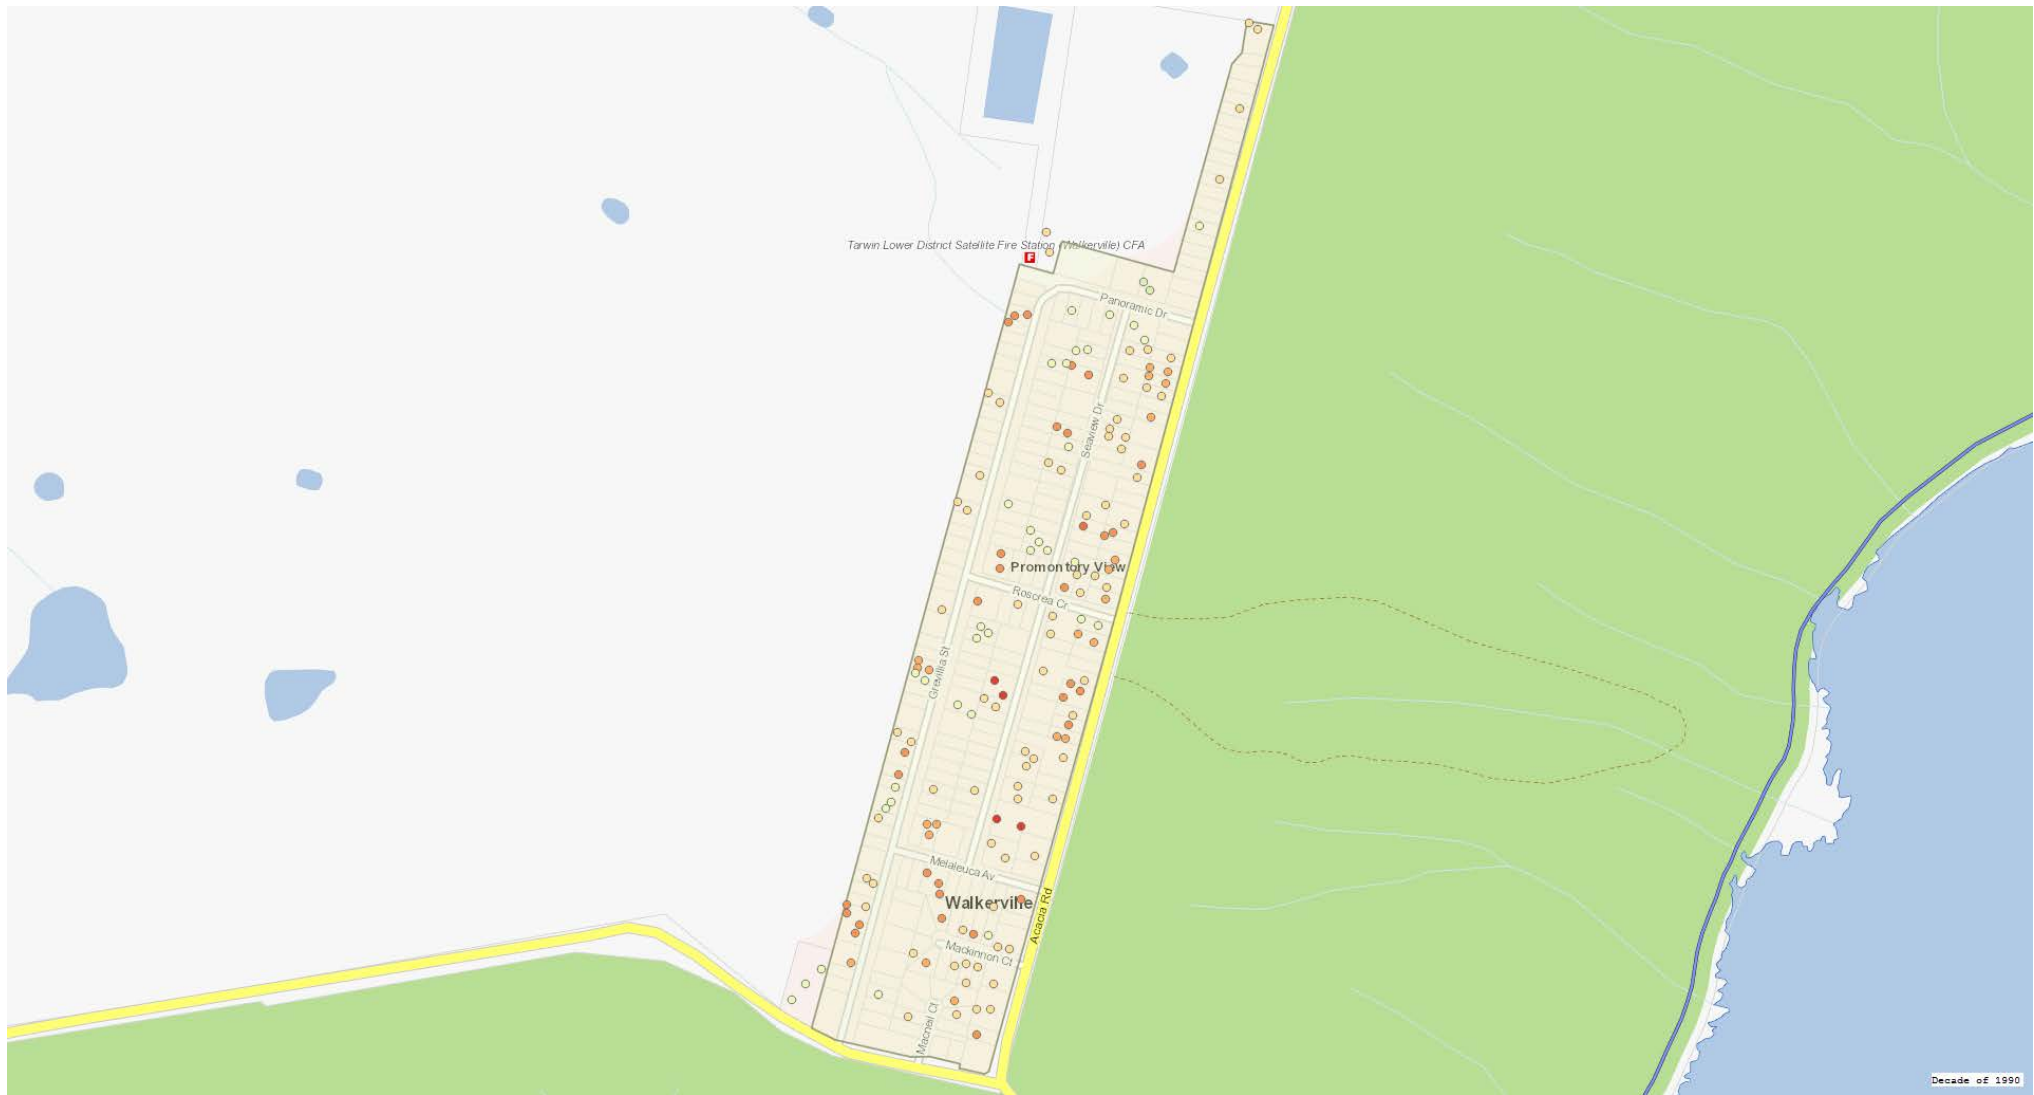 Tarwin Lower District Satellite Fire Station (Walkerville) CFA
F
Panoramic Dr
Seaview Dr
Promontory View
Roscrea Cr
Grevillia St
Melaleuca Av
Walkerville
Acacia Rd
Mackinnon Ct
Macneil Ct
Decade of 1990